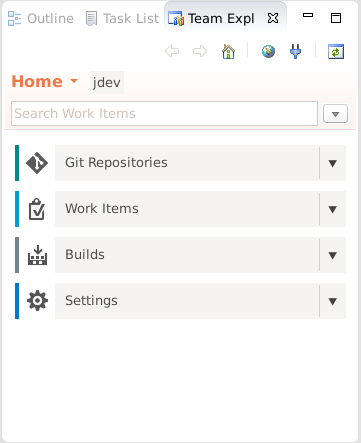 Outline Task List Team Expl
Home jdev
Search Work Items
Git Repositories
Work Items
Builds
Settings